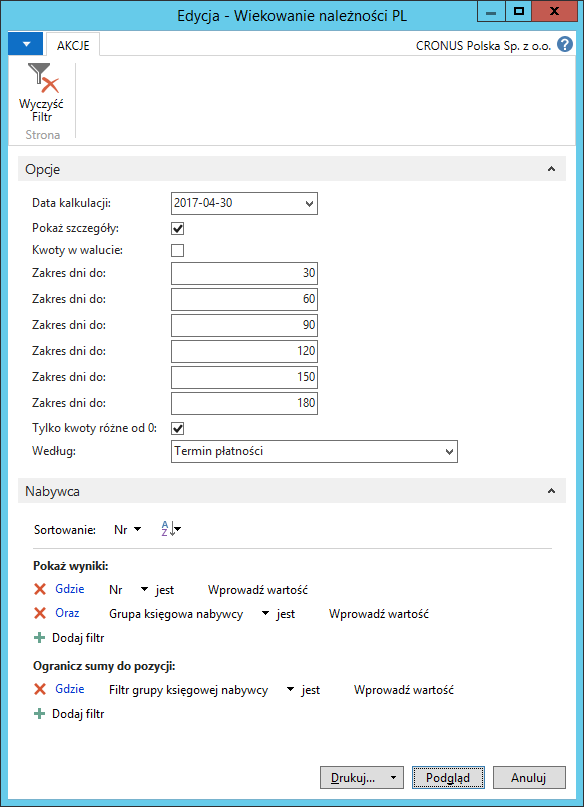 Edycja - Wiekowanie należności PL
AKCJE
CRONUS Polska Sp. z o.o.
?
Wyczyść
Filtr
Strona
Opcje
Data kalkulacji: 2017-04-30
Pokaż szczegóły:
Kwoty w walucie:
Zakres dni do: 30
Zakres dni do: 60
Zakres dni do: 90
Zakres dni do: 120
Zakres dni do: 150
Zakres dni do: 180
Tylko kwoty różne od 0:
Według: Termin płatności
Nabywca
Sortowanie: Nr AZ
Pokaż wyniki:
Gdzie Nr jest Wprowadź wartość
Oraz Grupa księgowa nabywcy jest Wprowadź wartość
Dodaj filtr
Ogranicz sumy do pozycji:
Gdzie Filtr grupy księgowej nabywcy jest Wprowadź wartość
Dodaj filtr
Drukuj... Podgląd Anuluj